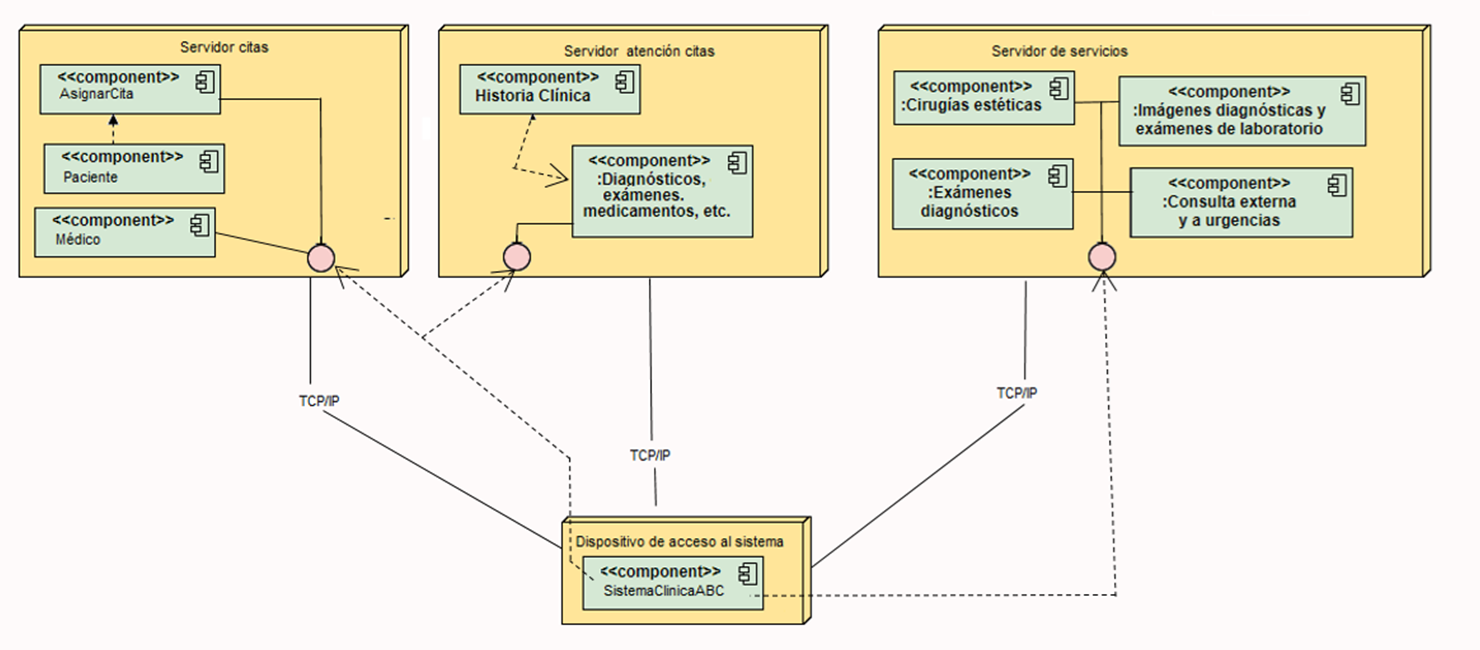 Servidor citas
<<component>>
AsignarCita
<<component>>
Paciente
<<component>>
Médico
Servidor atención citas
<<component>>
Historia Clínica
<<component>>
:Diagnósticos,
exámenes.
medicamentos, etc.
Servidor de servicios
<<component>>
:Cirugías estéticas
<<component>>
:Imágenes diagnósticas y
exámenes de laboratorio
<<component>>
:Exámenes
diagnósticos
<<component>>
:Consulta externa
y a urgencias
TCP/IP
TCP/IP
TCP/IP
Dispositivo de acceso al sistema
<<component>>
SistemaClinicaABC